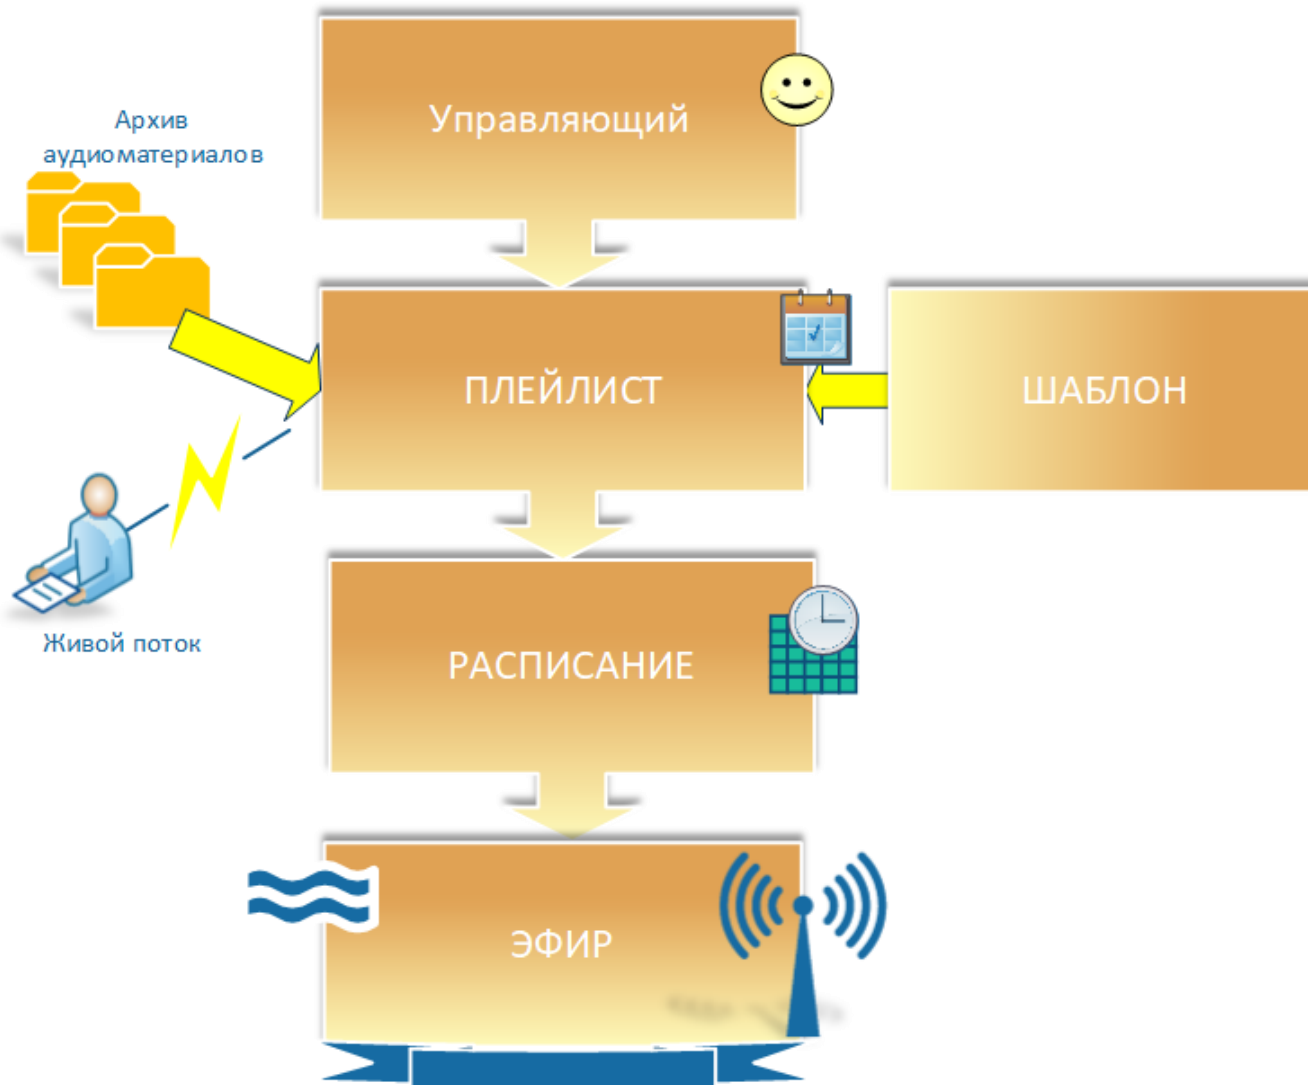 Управляющий
Архив
аудиоматериалов
ПЛЕЙЛИСТ
ШАБЛОН
Живой поток
РАСПИСАНИЕ
ЭФИР